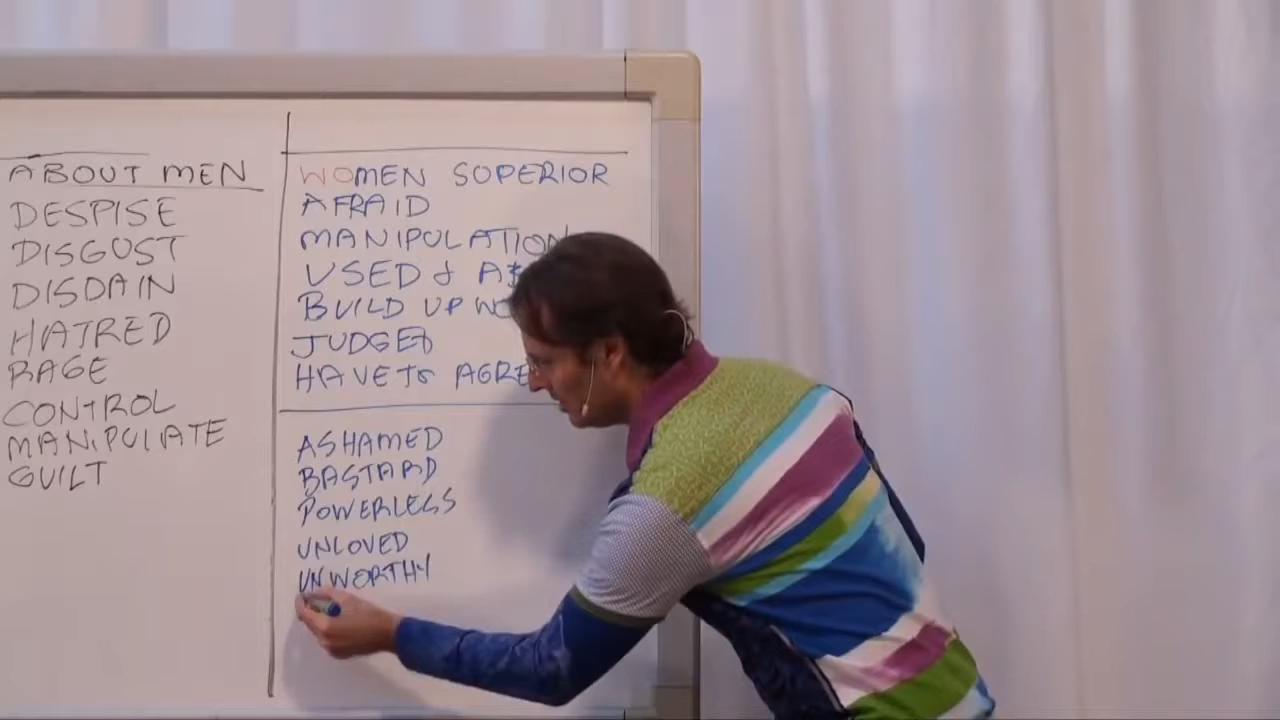 ABOUT MEN
DESPISE
DISGUST
DISDAIN
HATRED
RAGE
CONTROL
MANIPULATE
GUILT
WOMEN SUPERIOR
AFRAID
MANIPULATION
USED &
BUILD UP
JUDGED
HAVE TO
ASHAMED
BASTARD
POWERLESS
UNLOVED
UNWORTHY